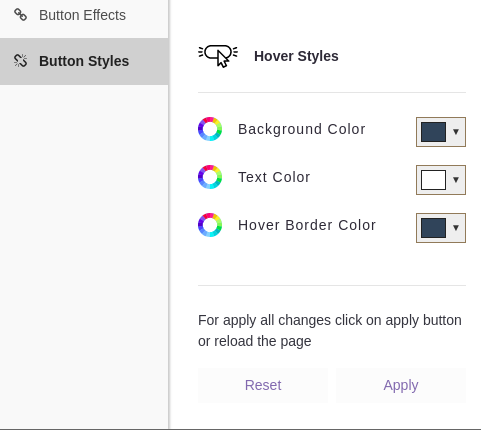 Button Effects
Button Styles
Hover Styles
Background Color
Text Color
Hover Border Color
For apply all changes click on apply button
or reload the page
Reset
Apply